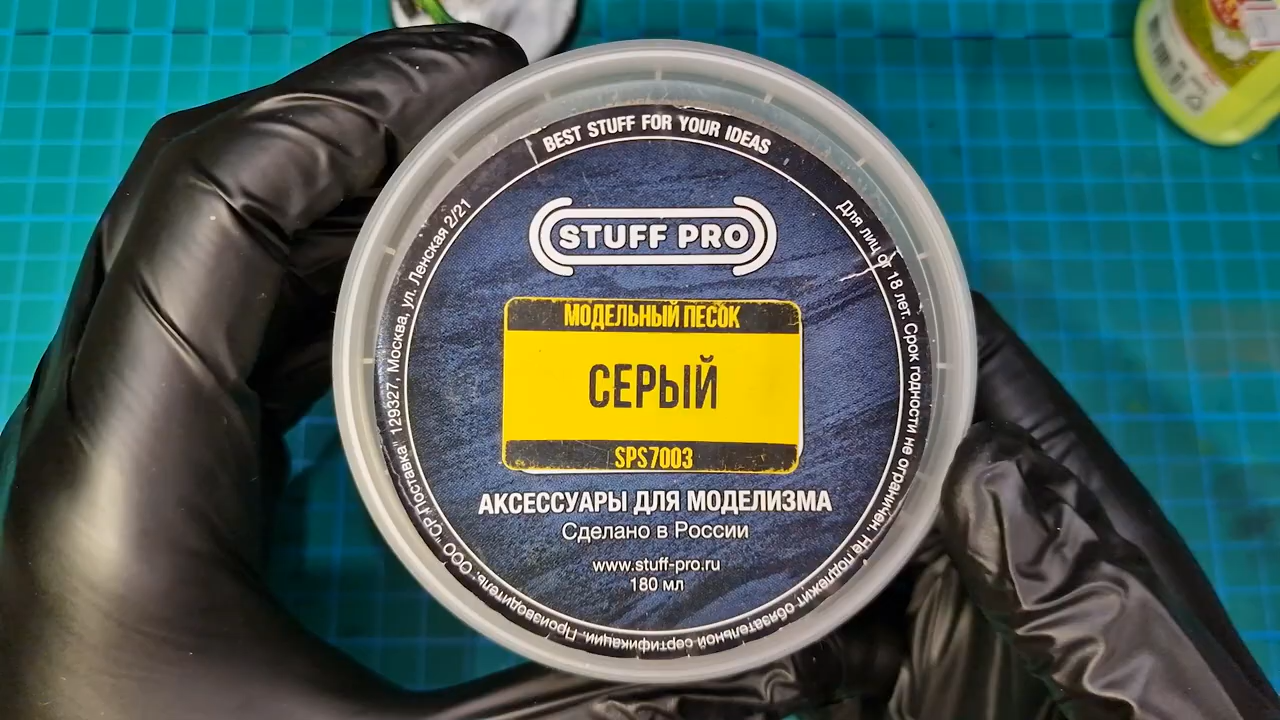 BEST STUFF FOR YOUR IDEAS
STUFF PRO
МОДЕЛЬНЫЙ ПЕСОК
СЕРЫЙ
SPS7003
АКСЕССУАРЫ ДЛЯ МОДЕЛИЗМА
Сделано в России
www.stuff-pro.ru
180 мл
Для лиц от 18 лет. Срок годности не ограничен. Не подлежит обязательной сертификации. Производитель: ООО "СР Поставка" 129327, Москва, ул. Ленская 2/21